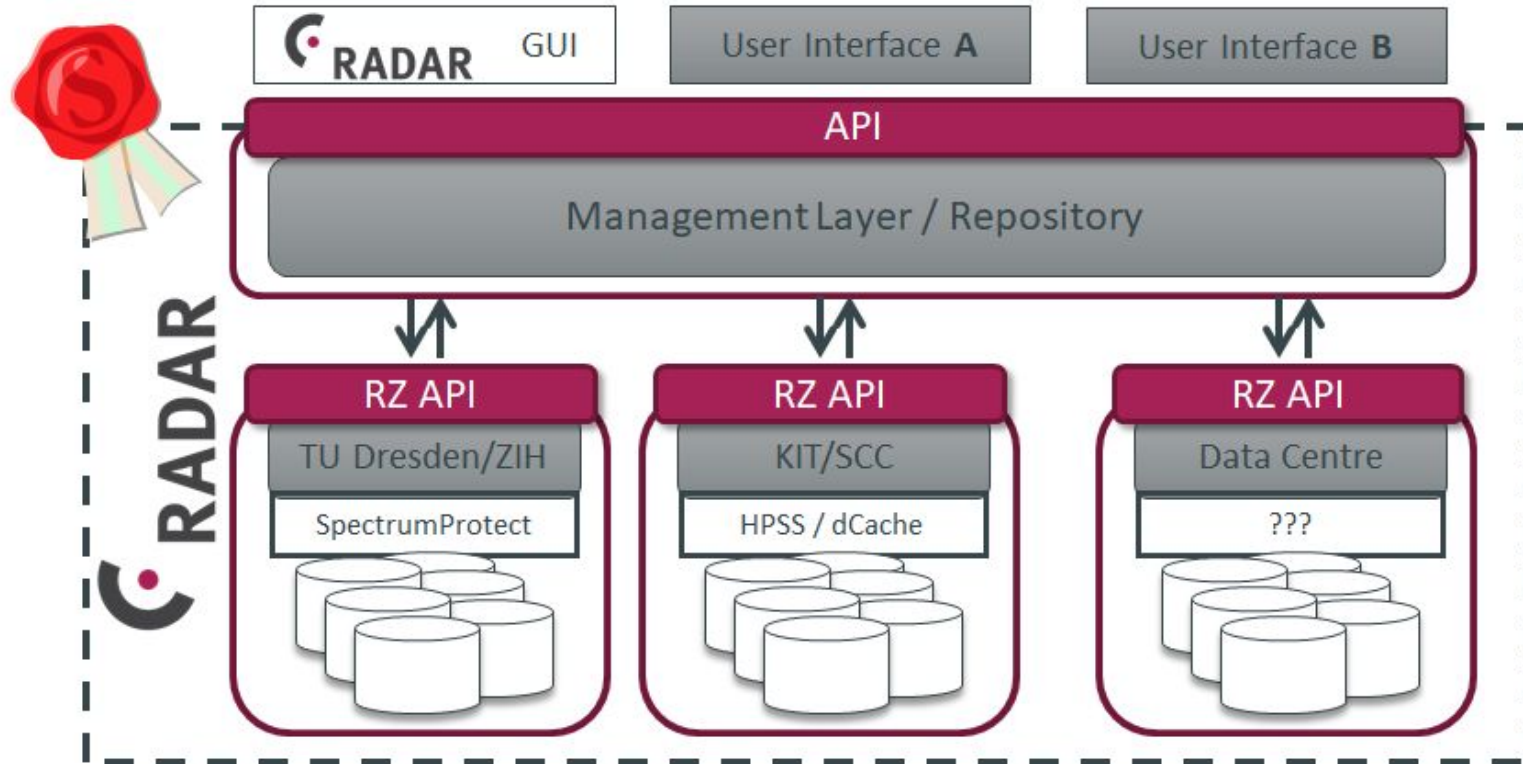 RADAR GUI
User Interface A
User Interface B
S
API
Management Layer / Repository
RADAR
RZ API
RZ API
RZ API
TU Dresden/ZIH
KIT/SCC
Data Centre
SpectrumProtect
HPSS / dCache
???